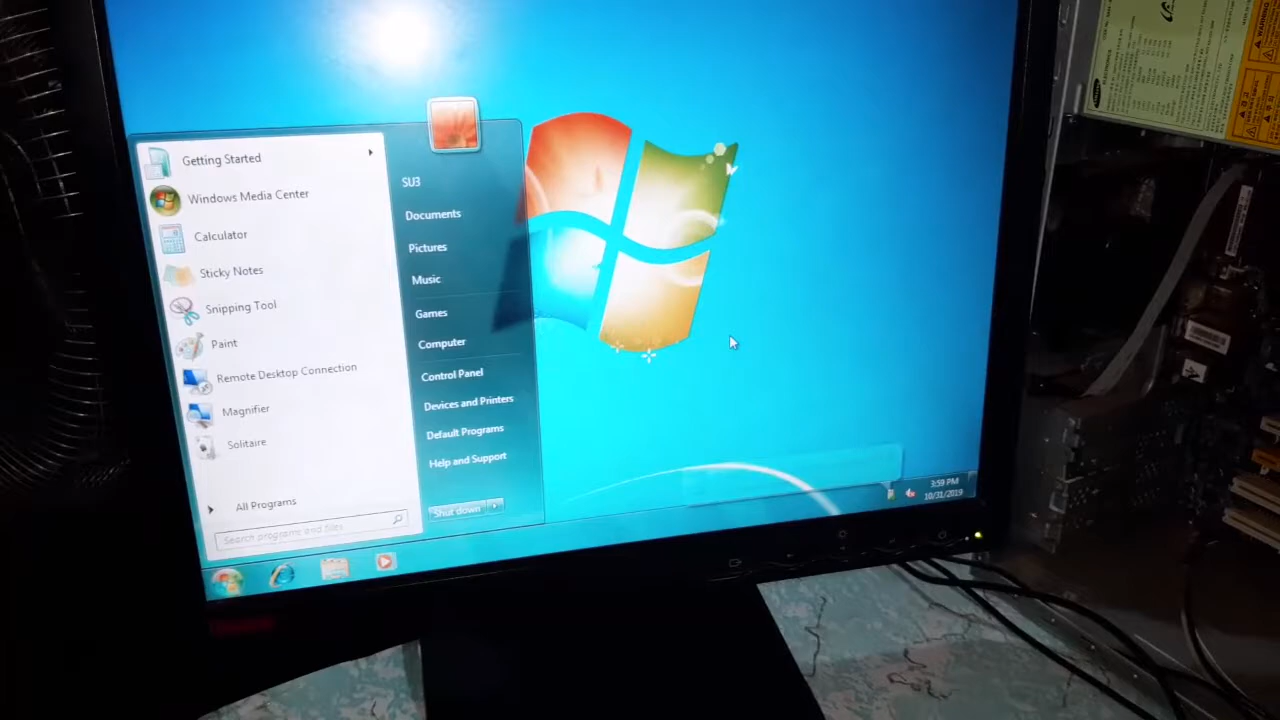 Getting Started
Windows Media Center
Calculator
Sticky Notes
Snipping Tool
Paint
Remote Desktop Connection
Magnifier
Solitaire
All Programs
Search programs and files
SU3
Documents
Pictures
Music
Games
Computer
Control Panel
Devices and Printers
Default Programs
Help and Support
Shut down
3:59 PM
10/31/2019
SAMSUNG
WARNING